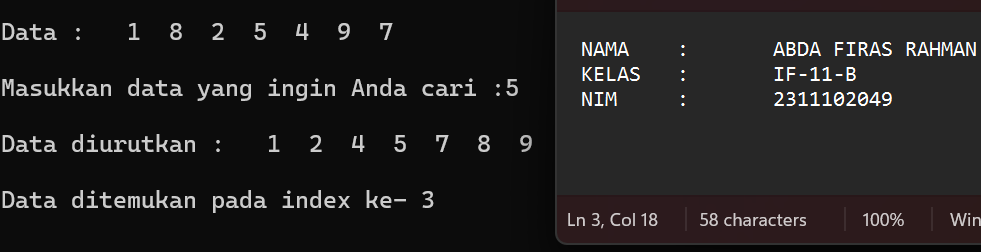 Data :   1  8  2  5  4  9  7
Masukkan data yang ingin Anda cari :5
Data diurutkan :   1  2  4  5  7  8  9
Data ditemukan pada index ke- 3
NAMA    :       ABDA FIRAS RAHMAN
KELAS   :       IF-11-B
NIM     :       2311102049
Ln 3, Col 18   58 characters   100%   Win